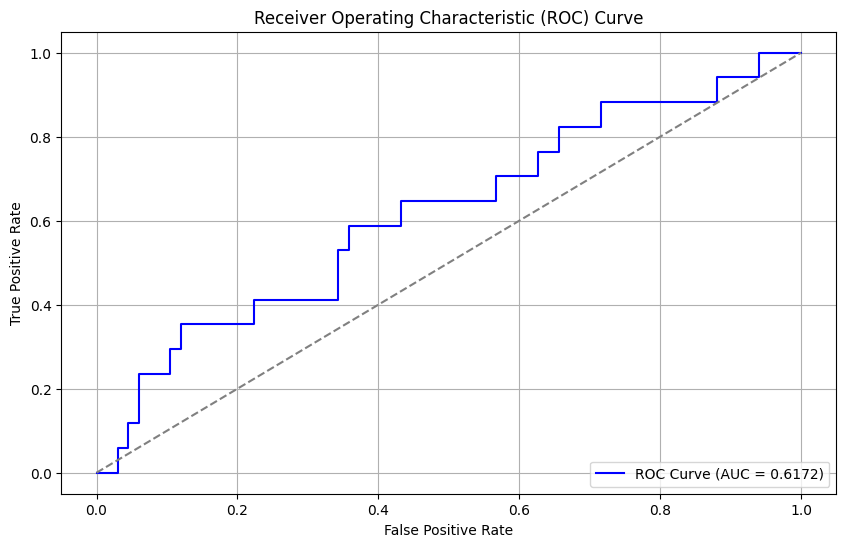 Receiver Operating Characteristic (ROC) Curve
1.0
0.8
0.6
0.4
0.2
0.0
True Positive Rate
ROC Curve (AUC = 0.6172)
0.0 0.2 0.4 0.6 0.8 1.0
False Positive Rate